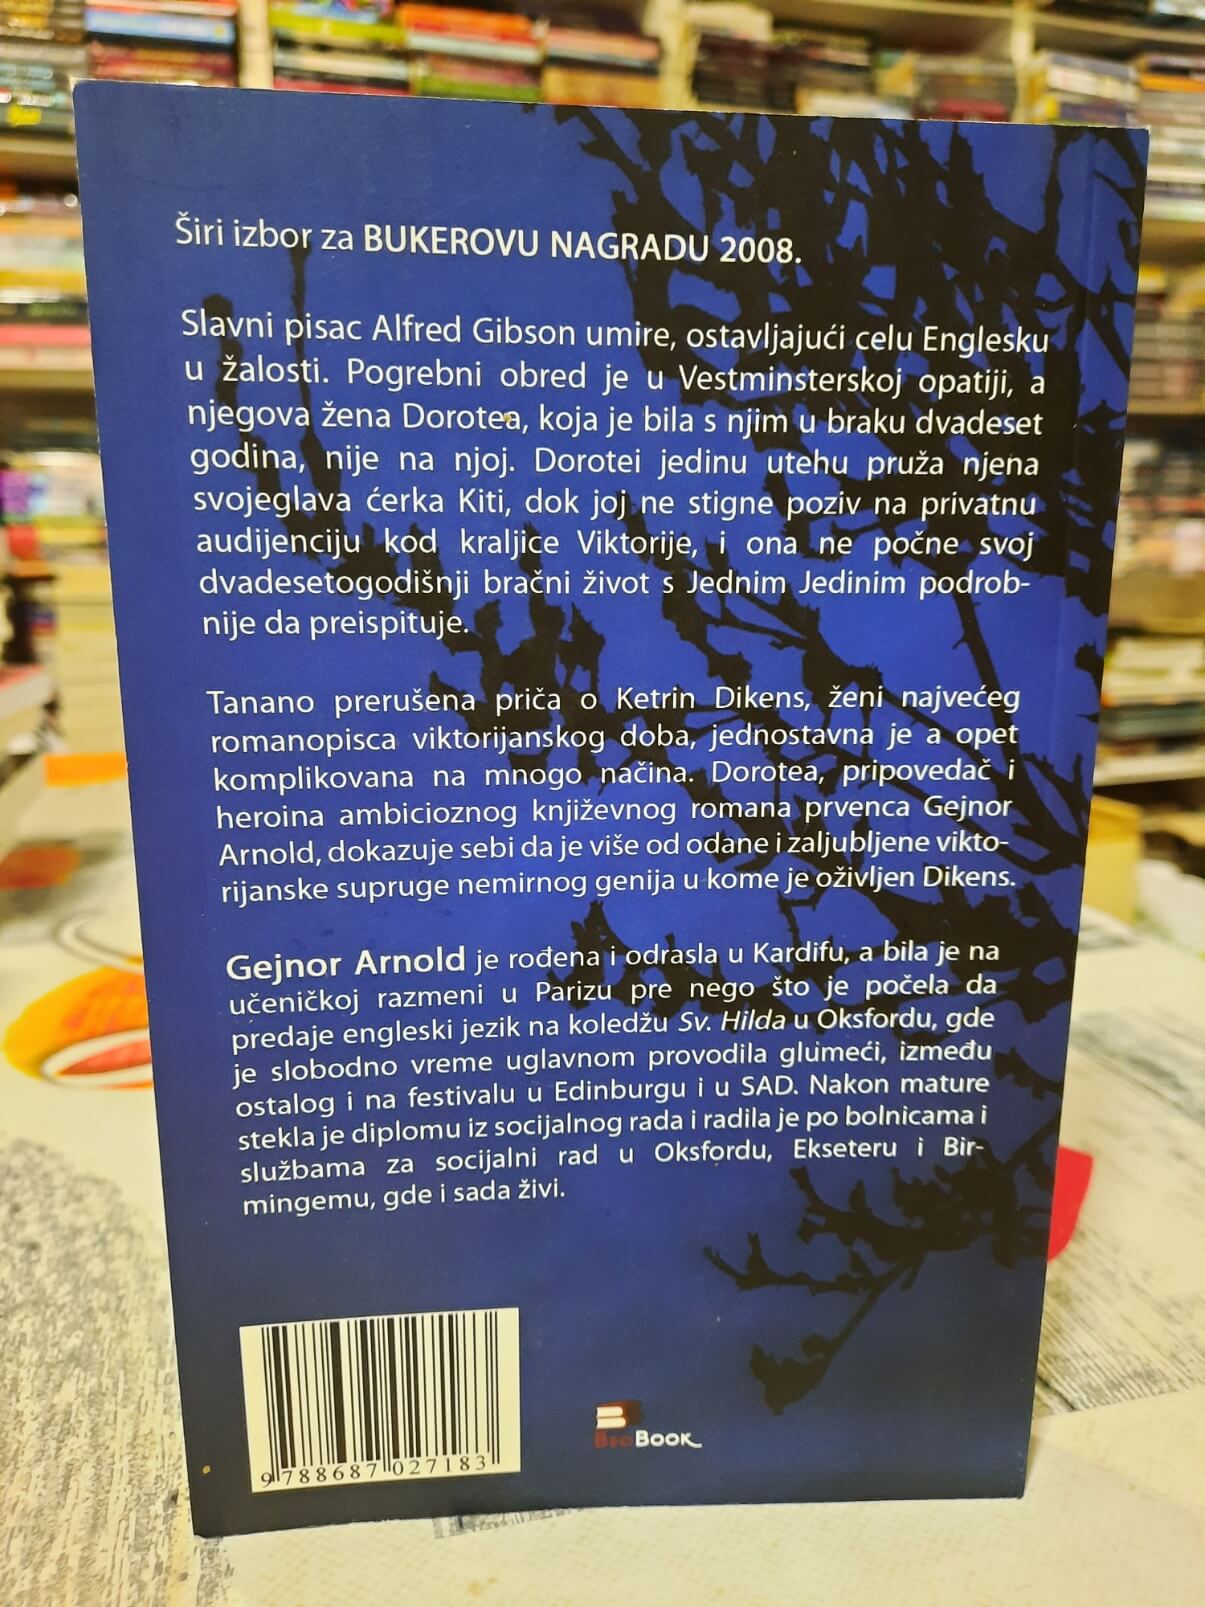 Širi izbor za BUKEROVU NAGRADU 2008.
Slavni pisac Alfred Gibson umire, ostavljajući celu Englesku
u žalosti. Pogrebni obred je u Vestminsterskoj opatiji, a
njegova žena Dorotea, koja je bila s njim u braku dvadeset
godina, nije na njoj. Dorotei jedinu utehu pruža njena
svojeglava ćerka Kiti, dok joj ne stigne poziv na privatnu
audijenciju kod kraljice Viktorije, i ona ne počne svoj
dvadesetogodišnji bračni život s Jednim Jedinim podrob-
nije da preispituje.
Tanano prerušena priča o Ketrin Dikens, ženi najvećeg
romanopisca viktorijanskog doba, jednostavna je a opet
komplikovana na mnogo načina. Dorotea, pripovedač i
heroina ambicioznog književnog romana prvenca Gejnor
Arnold, dokazuje sebi da je više od odane i zaljubljene vikto-
rijanske supruge nemirnog genija u kome je oživljen Dikens.
Gejnor Arnold je rođena i odrasla u Kardifu, a bila je na
učeničkoj razmeni u Parizu pre nego što je počela da
predaje engleski jezik na koledžu Sv. Hilda u Oksfordu, gde
je slobodno vreme uglavnom provodila glumeći, između
ostalog i na festivalu u Edinburgu i u SAD. Nakon mature
stekla je diplomu iz socijalnog rada i radila je po bolnicama i
službama za socijalni rad u Oksfordu, Ekseteru i Bir-
mingemu, gde i sada živi.
9 788687 027183
BEOBOOK